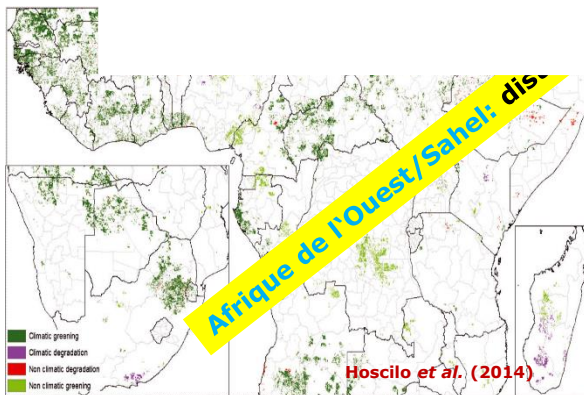 Afrique de l'Ouest/Sahel:
Climatic greening
Climatic degradation
Non climatic degradation
Non climatic greening
Hoscilo et al. (2014)